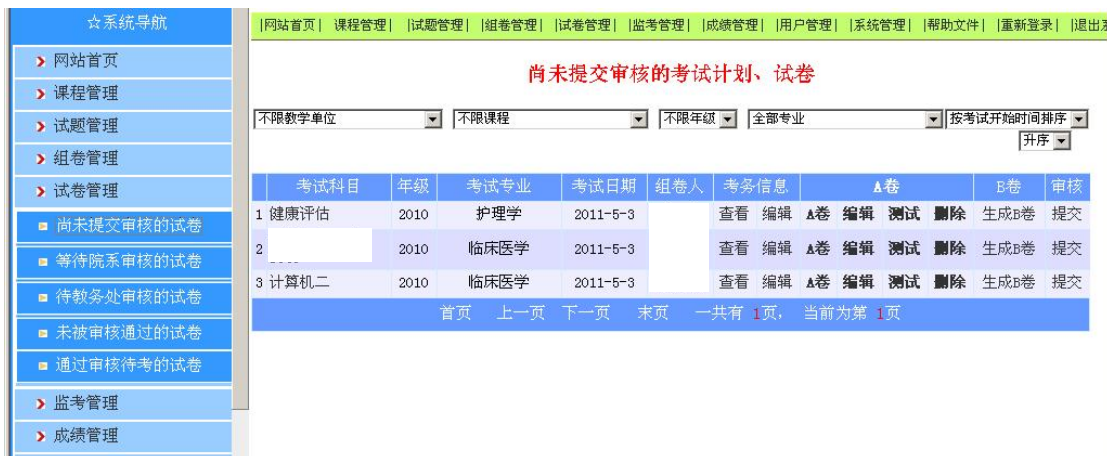 ☆系统导航
网站首页
课程管理
试题管理
组卷管理
试卷管理
尚未提交审核的试卷
等待院系审核的试卷
待教务处审核的试卷
未被审核通过的试卷
通过审核待考的试卷
监考管理
成绩管理
|网站首页| 课程管理| |试题管理| |组卷管理| |试卷管理| |监考管理| |成绩管理| |用户管理| |系统管理| |帮助文件| |重新登录| |退出系
尚未提交审核的考试计划、试卷
不限教学单位 不限课程 不限年级 全部专业 按考试开始时间排序
升序
考试科目 年级 考试专业 考试日期 组卷人 考务信息 A卷 B卷 审核
1 健康评估 2010 护理学 2011-5-3 查看 编辑 A卷 编辑 测试 删除 生成B卷 提交
2 2010 临床医学 2011-5-3 查看 编辑 A卷 编辑 测试 删除 生成B卷 提交
3 计算机二 2010 临床医学 2011-5-3 查看 编辑 A卷 编辑 测试 删除 生成B卷 提交
首页 上一页 下一页 末页 一共有 1页, 当前为第 1页